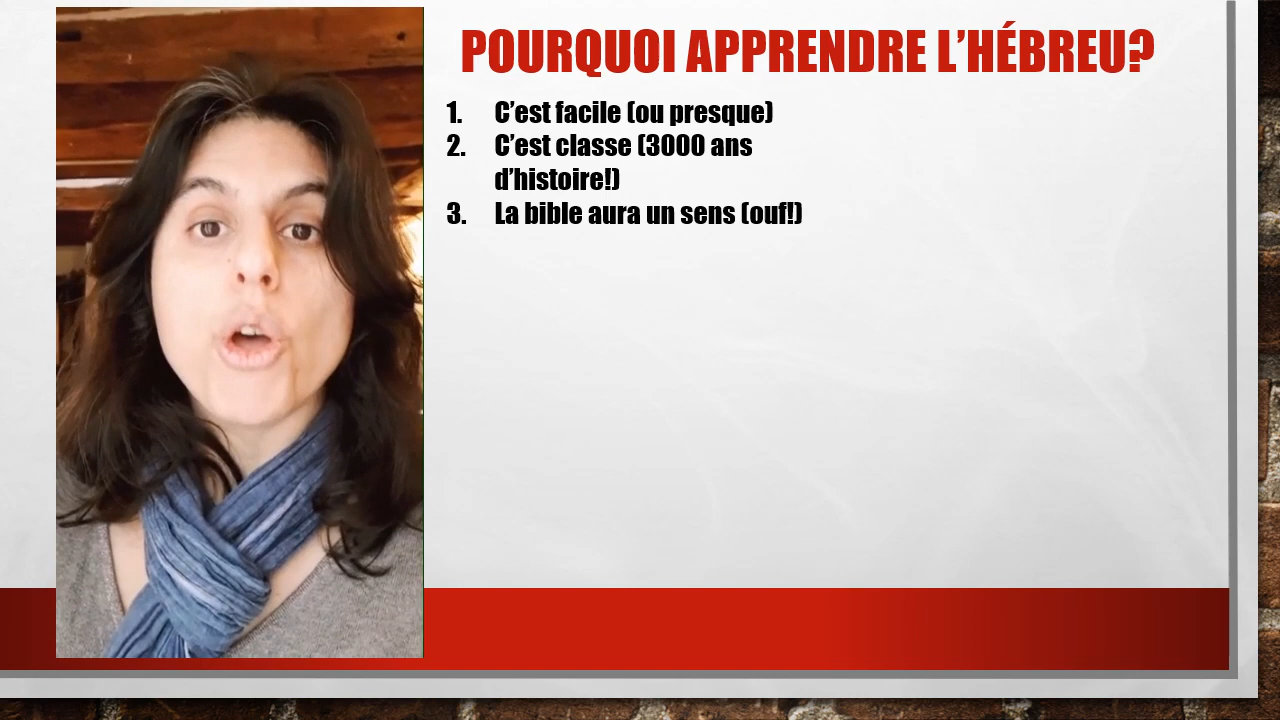 POURQUOI APPRENDRE L’HÉBREU?
1. C’est facile (ou presque)
2. C’est classe (3000 ans
d’histoire!)
3. La bible aura un sens (ouf!)